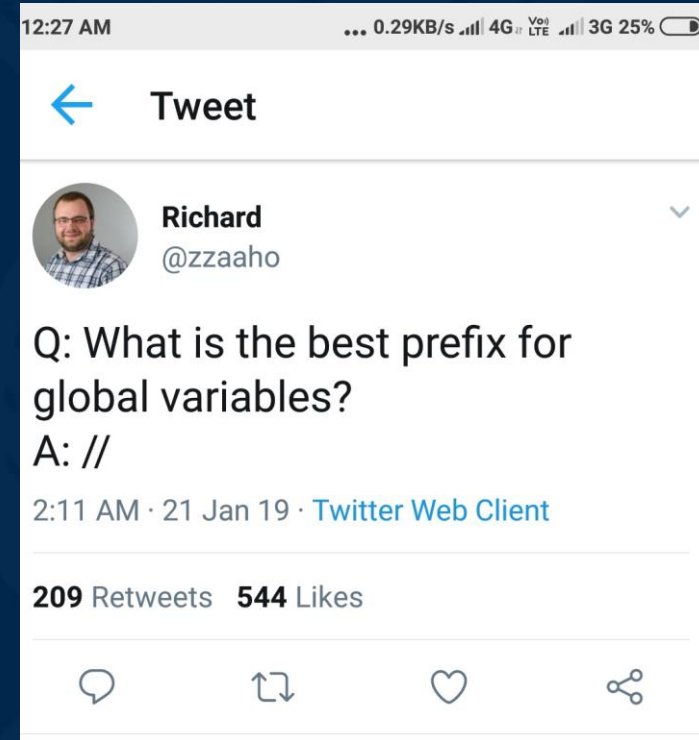 12:27 AM ... 0.29KB/s 4G VoLTE 3G 25%
Tweet
Richard
@zzaaho
Q: What is the best prefix for
global variables?
A: //
2:11 AM · 21 Jan 19 · Twitter Web Client
209 Retweets 544 Likes